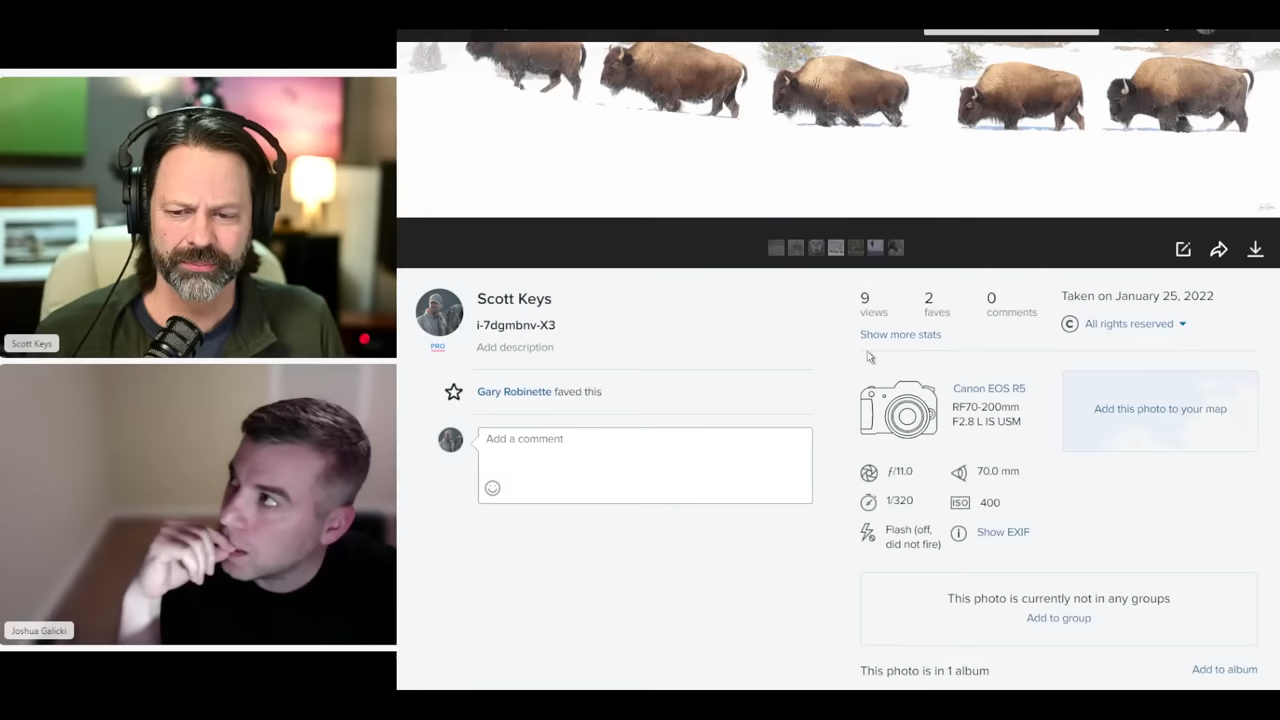 Scott Keys
Joshua Galicki
Scott Keys
i-7dgmbnv-X3
Add description
PRO
Gary Robinette faved this
Add a comment
9 views
2 faves
0 comments
Show more stats
Taken on January 25, 2022
© All rights reserved
Canon EOS R5
RF70-200mm
F2.8 L IS USM
Add this photo to your map
ƒ/11.0
70.0 mm
1/320
ISO 400
Flash (off,
did not fire)
Show EXIF
This photo is currently not in any groups
Add to group
This photo is in 1 album
Add to album